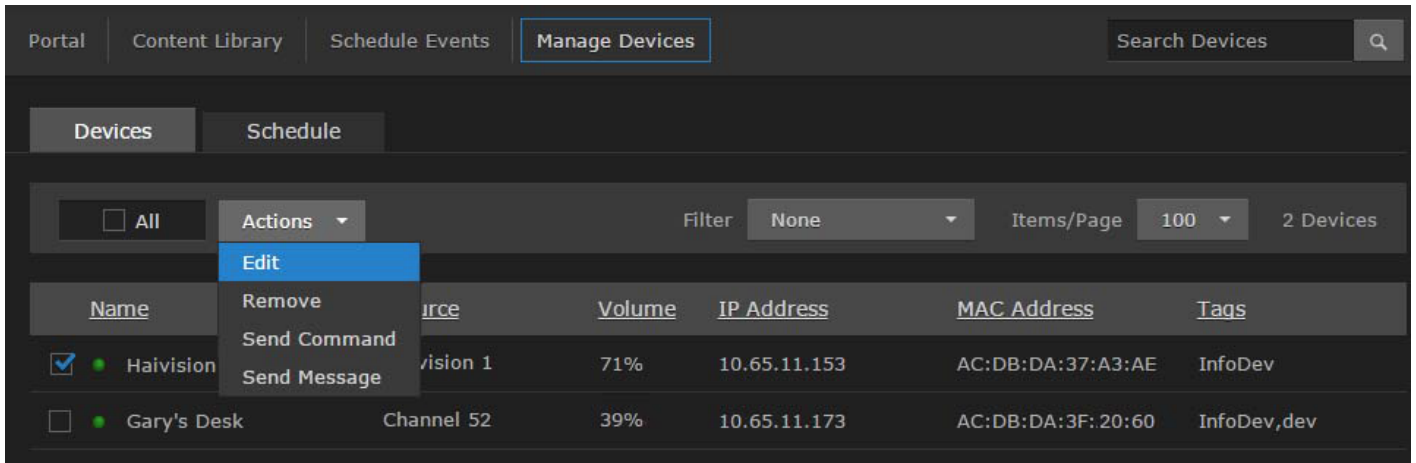 Portal Content Library Schedule Events Manage Devices Search Devices
Devices Schedule
All Actions Filter None Items/Page 100 2 Devices
Edit
Name Remove urce Volume IP Address MAC Address Tags
Send Command
Haivision vision 1 71% 10.65.11.153 AC:DB:DA:37:A3:AE InfoDev
Send Message
Gary's Desk Channel 52 39% 10.65.11.173 AC:DB:DA:3F:20:60 InfoDev,dev